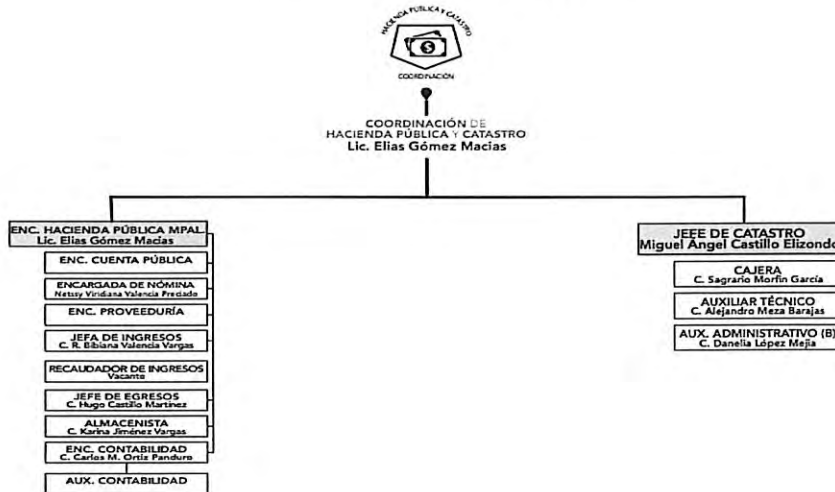 HACIENDA PÚBLICA Y CATASTRO
COORDINACIÓN
COORDINACIÓN DE
HACIENDA PÚBLICA Y CATASTRO
Lic. Elias Gómez Macias
ENC. HACIENDA PÚBLICA MPAL.
Lic. Elias Gómez Macias
ENC. CUENTA PÚBLICA
ENCARGADA DE NÓMINA
Netssy Viridiana Valencia Preciado
ENC. PROVEEDURÍA
JEFA DE INGRESOS
C. R. Bibiana Valencia Vargas
RECAUDADOR DE INGRESOS
Vacante
JEFE DE EGRESOS
C. Hugo Castillo Martínez
ALMACENISTA
C. Karina Jiménez Vargas
ENC. CONTABILIDAD
C. Carlos M. Ortiz Panduro
AUX. CONTABILIDAD
JEFE DE CATASTRO
Miguel Ángel Castillo Elizondo
CAJERA
C. Sagrario Morfin García
AUXILIAR TÉCNICO
C. Alejandro Meza Barajas
AUX. ADMINISTRATIVO (B)
C. Danelia López Mejia